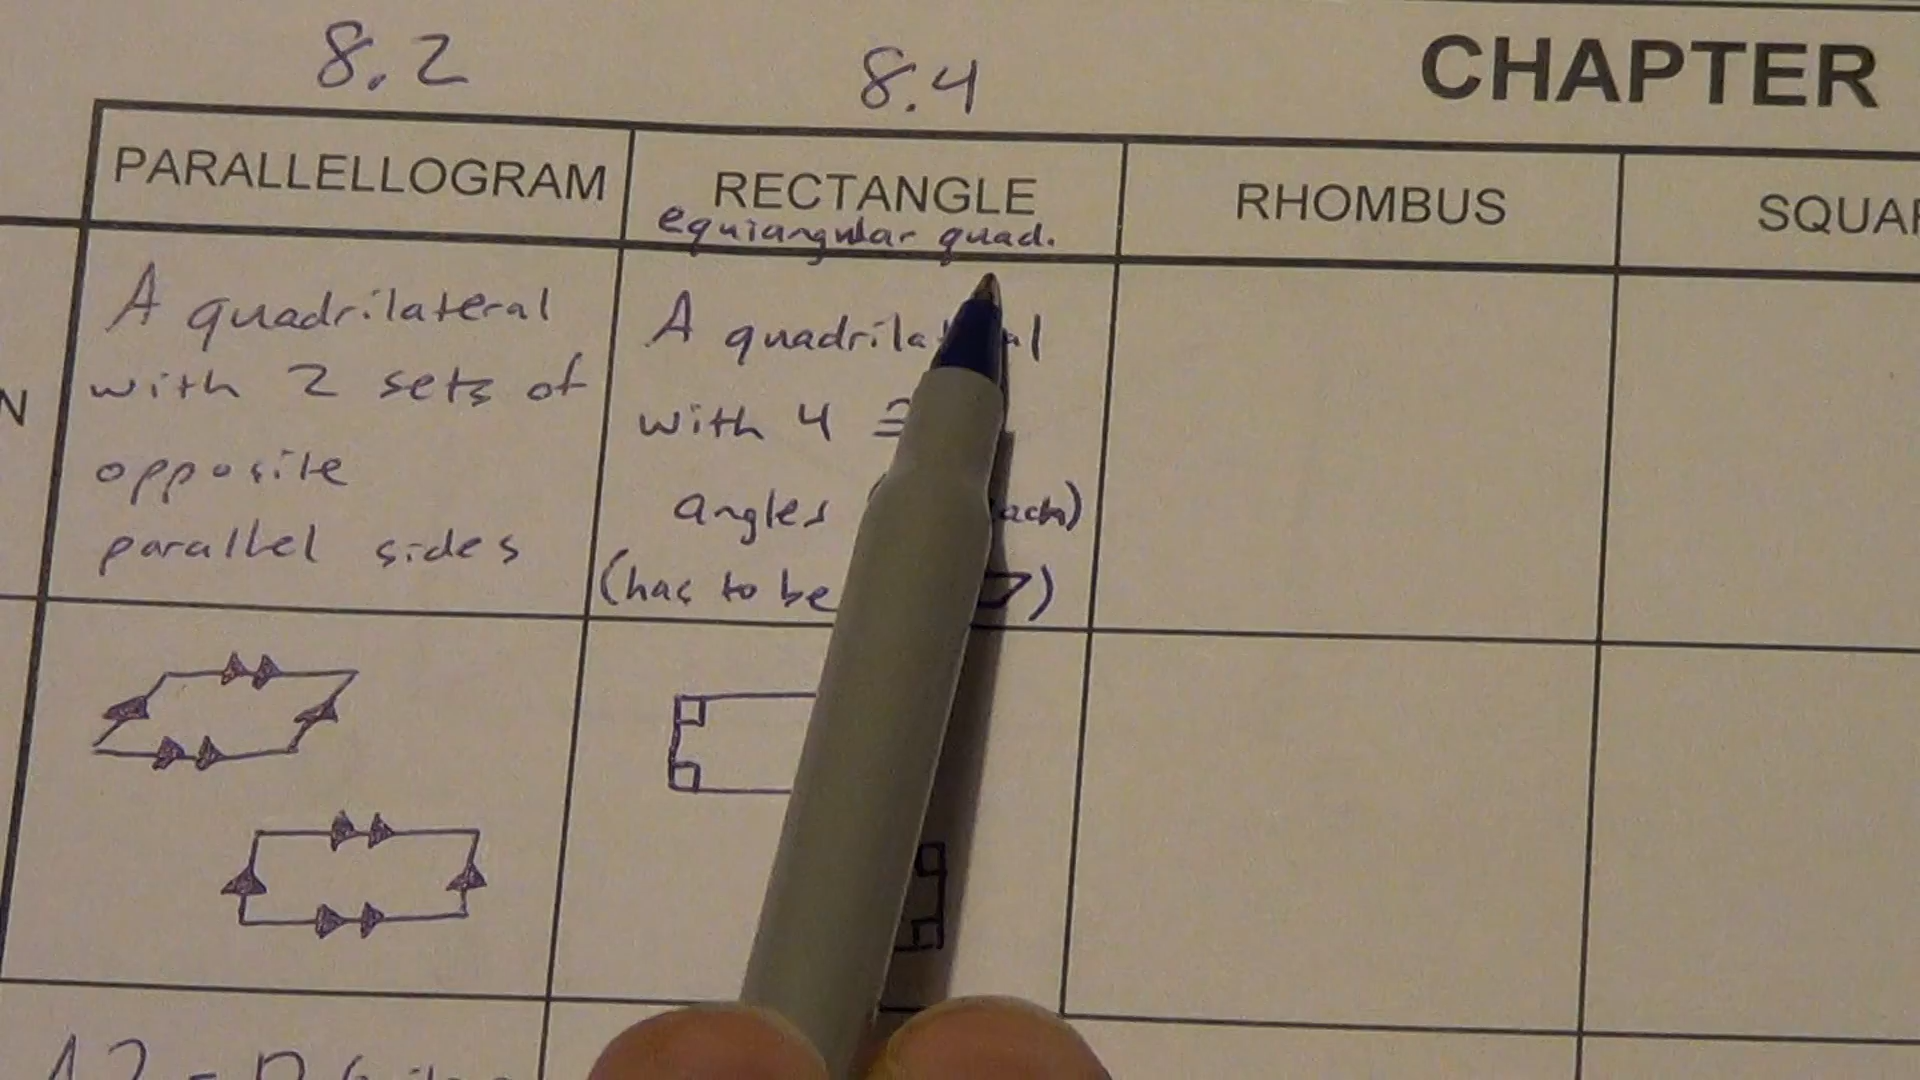 8.2
8.4
CHAPTER
PARALLELLOGRAM
RECTANGLE
equiangular quad.
RHOMBUS
N
A quadrilateral
with 2 sets of
opposite
parallel sides
A
with 4 ≅
angles
(has to be